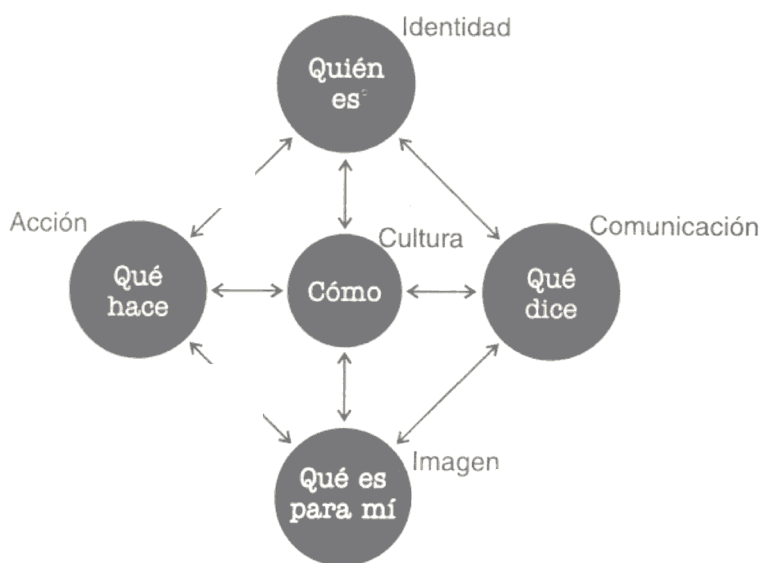 Identidad
Quién
es
Acción
Qué
hace
Cultura
Cómo
Comunicación
Qué
dice
Imagen
Qué es
para mí